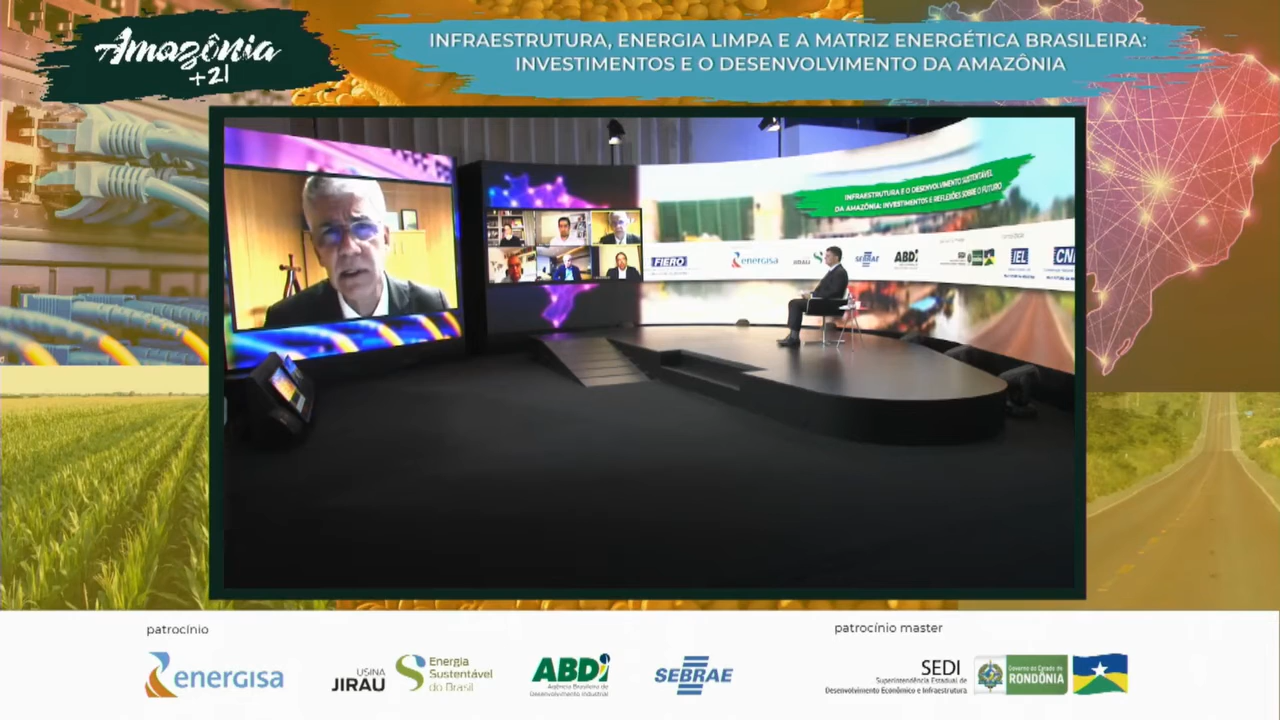 Amazônia
+21
INFRAESTRUTURA, ENERGIA LIMPA E A MATRIZ ENERGÉTICA BRASILEIRA:
INVESTIMENTOS E O DESENVOLVIMENTO DA AMAZÔNIA
INFRAESTRUTURA E O DESENVOLVIMENTO SUSTENTÁVEL
DA AMAZÔNIA: INVESTIMENTOS E REFLEXÕES SOBRE O FUTURO
FIERO
energisa
JIRAU
SEBRAE
ABDI
IEL
CNI
patrocínio
energisa
USINA
JIRAU
Energia
Sustentável
do Brasil
ABDI
Agência Brasileira de
Desenvolvimento Industrial
SEBRAE
patrocínio master
SEDI
Superintendência Estadual de
Desenvolvimento Econômico e Infraestrutura
Governo do Estado de
RONDÔNIA